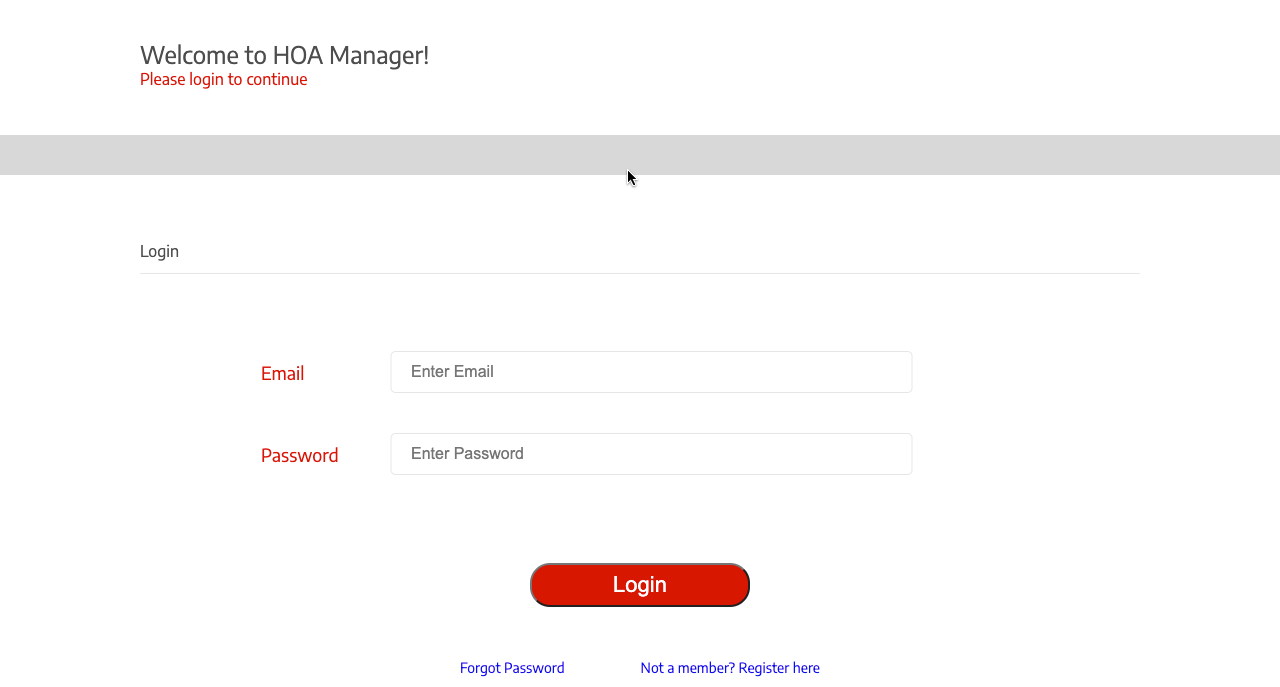 Welcome to HOA Manager!
Please login to continue
Login
Email
Enter Email
Password
Enter Password
Login
Forgot Password
Not a member? Register here